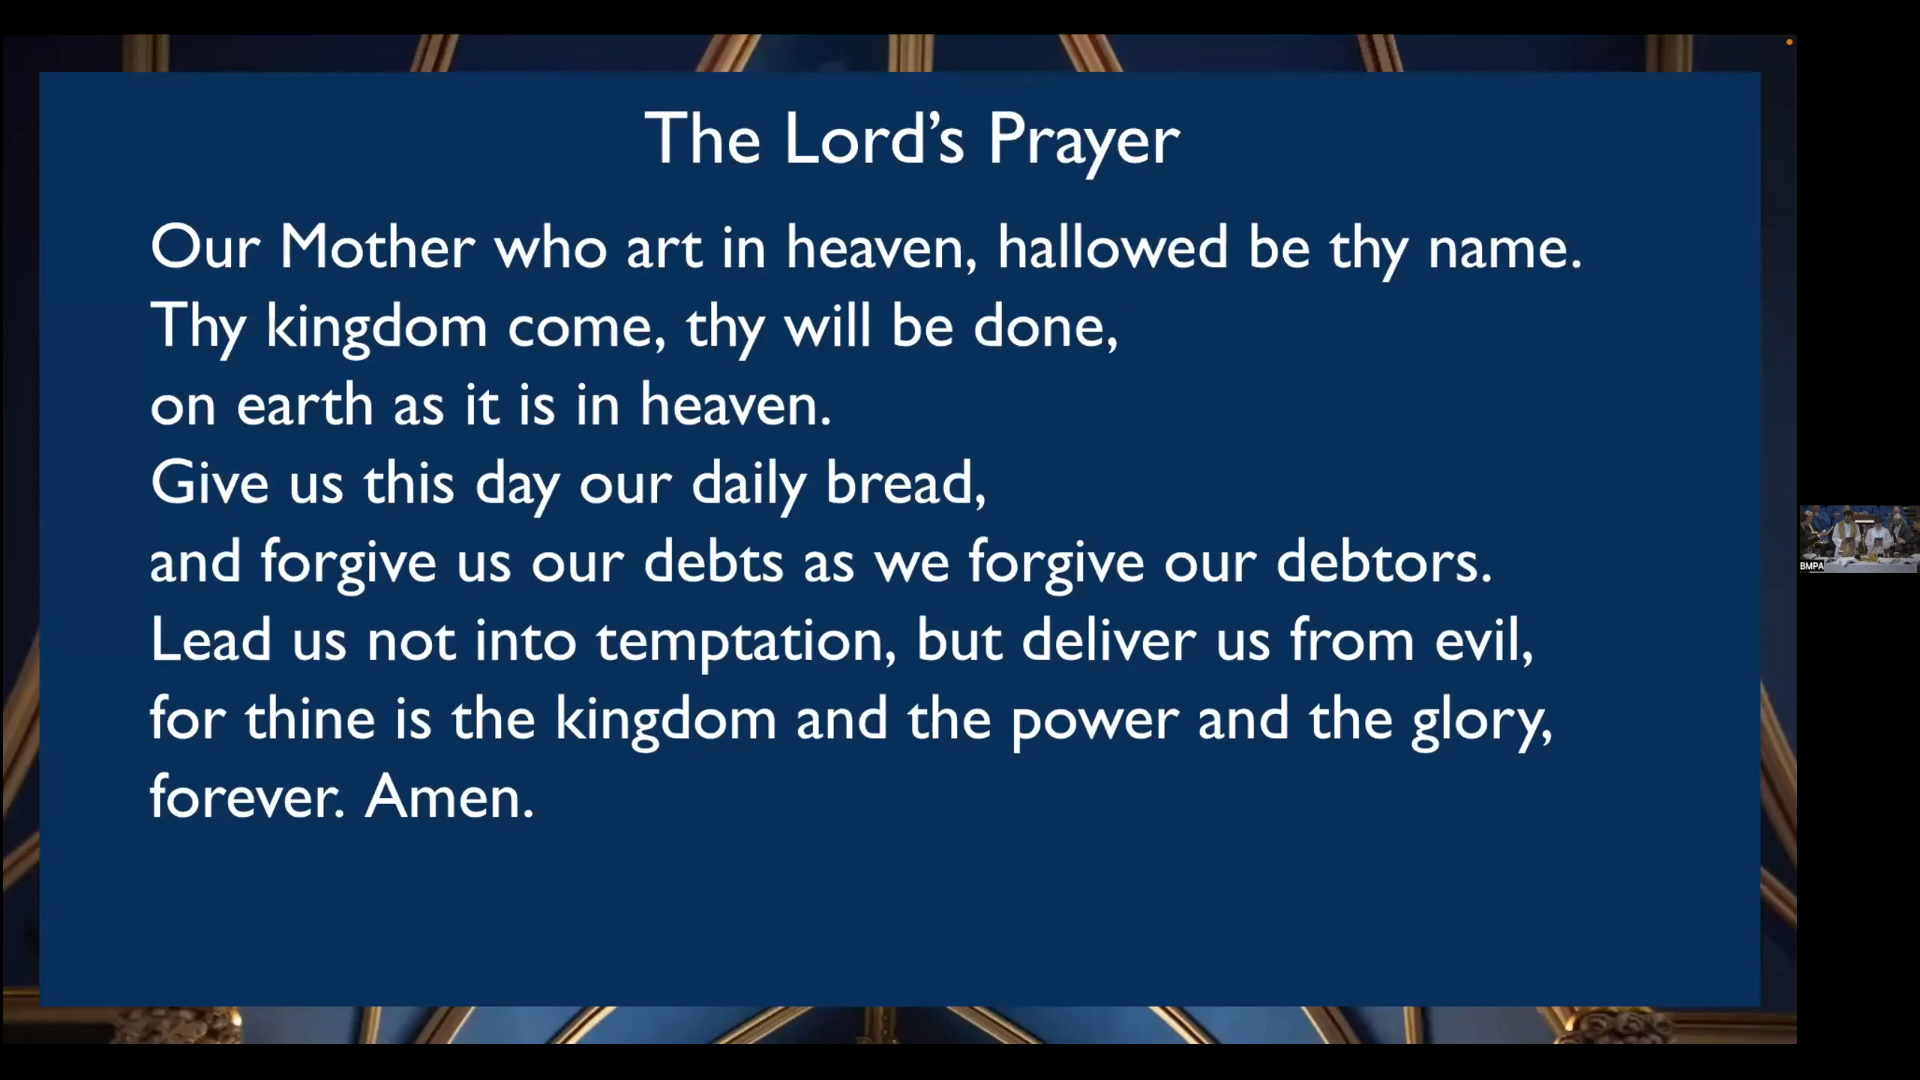 The Lord’s Prayer
Our Mother who art in heaven, hallowed be thy name.
Thy kingdom come, thy will be done,
on earth as it is in heaven.
Give us this day our daily bread,
and forgive us our debts as we forgive our debtors.
Lead us not into temptation, but deliver us from evil,
for thine is the kingdom and the power and the glory,
forever. Amen.
BMPA